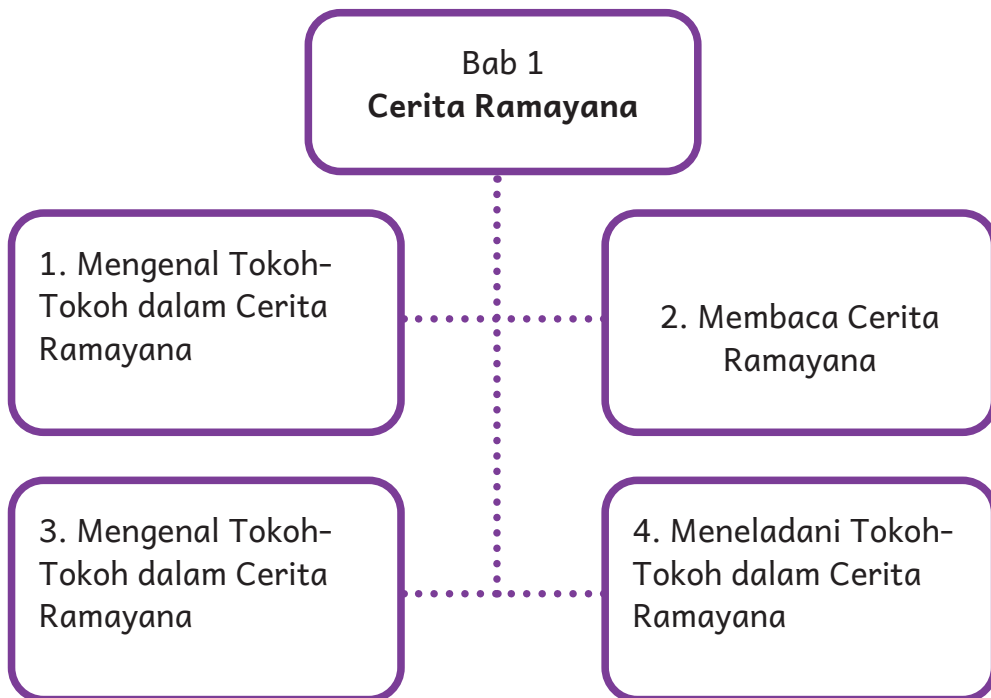 Bab 1
Cerita Ramayana
1. Mengenal Tokoh-
Tokoh dalam Cerita
Ramayana
2. Membaca Cerita
Ramayana
3. Mengenal Tokoh-
Tokoh dalam Cerita
Ramayana
4. Meneladani Tokoh-
Tokoh dalam Cerita
Ramayana